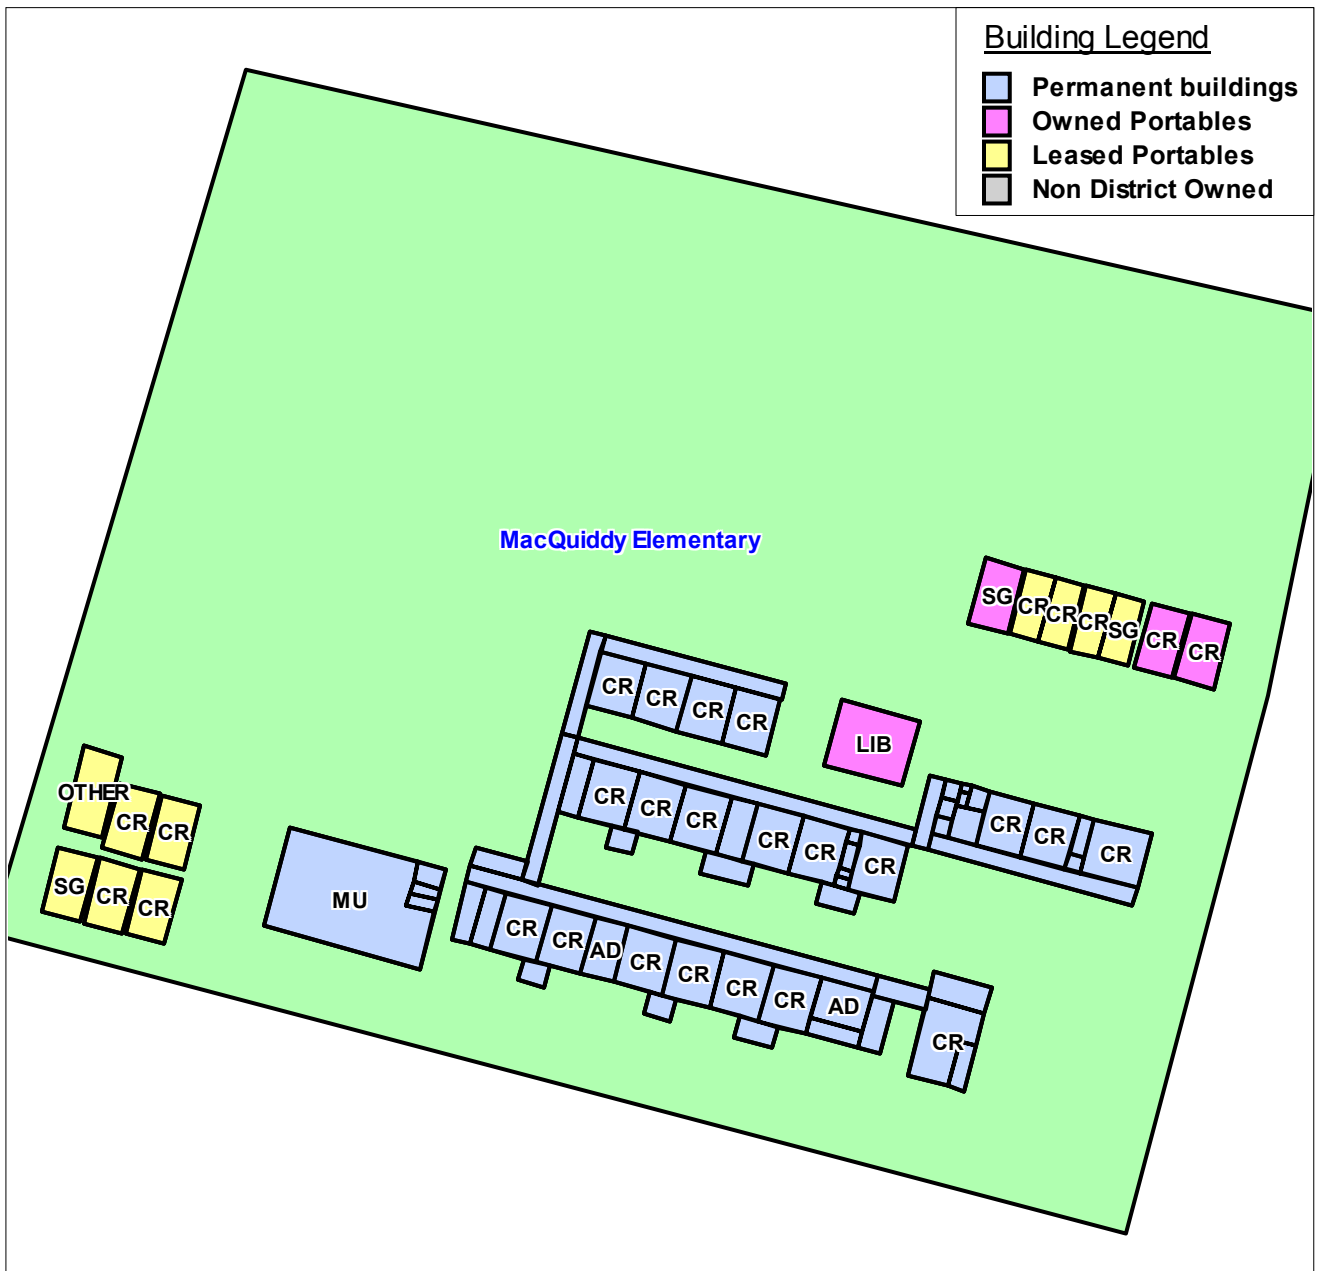 Building Legend
Permanent buildings
Owned Portables
Leased Portables
Non District Owned
MacQuiddy Elementary
SG CR CR CR SG CR CR
CR CR CR CR
LIB
OTHER CR CR
CR CR CR CR CR CR
CR CR CR
SG CR CR
MU
CR CR AD CR CR CR CR AD
CR